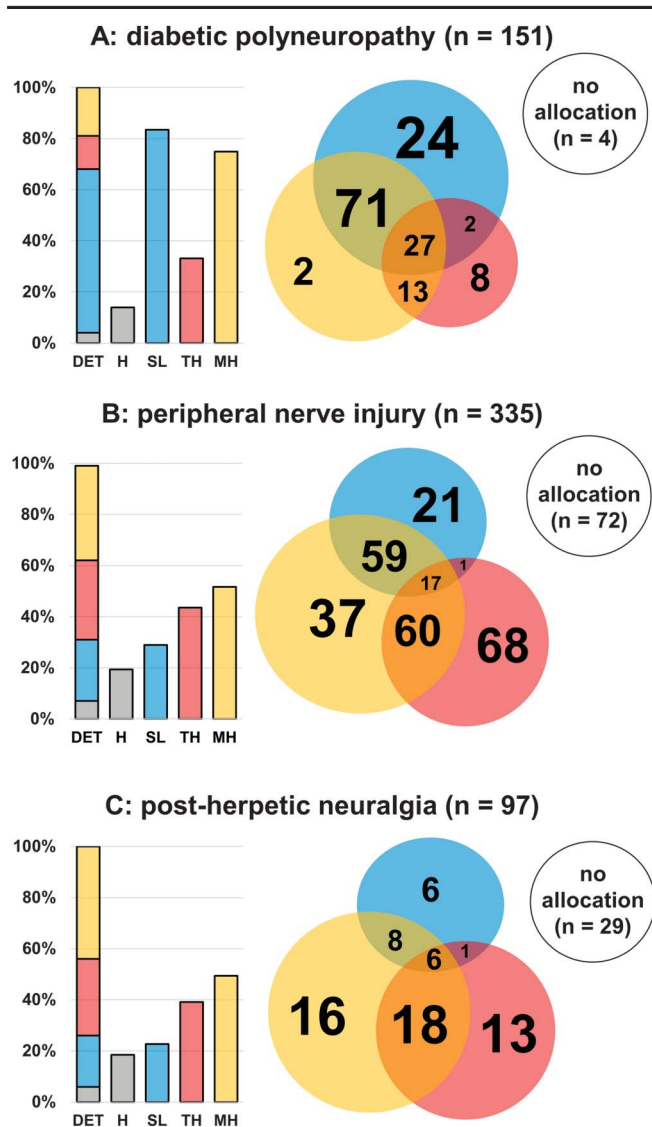 A: diabetic polyneuropathy (n = 151)
100%
80%
60%
40%
20%
0%
DET H SL TH MH
24
71
2
27
2
13
8
no
allocation
(n = 4)
B: peripheral nerve injury (n = 335)
100%
80%
60%
40%
20%
0%
DET H SL TH MH
21
59
1
17
37
60
68
no
allocation
(n = 72)
C: post-herpetic neuralgia (n = 97)
100%
80%
60%
40%
20%
0%
DET H SL TH MH
6
8
6
1
16
18
13
no
allocation
(n = 29)